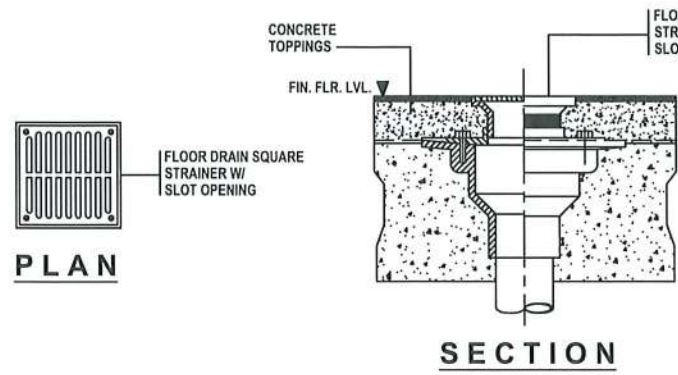 CONCRETE
TOPPINGS
FIN. FLR. LVL.
FLOOR DRAIN SQUARE
STRAINER W/
SLOT OPENING
PLAN
SECTION